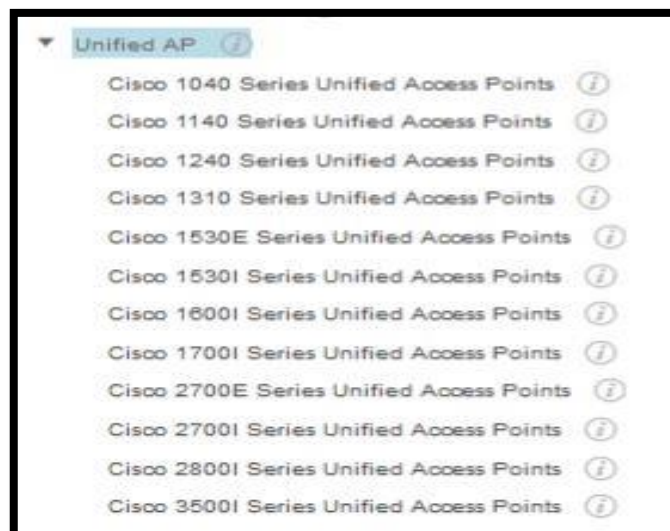 Unified AP
Cisco 1040 Series Unified Access Points
Cisco 1140 Series Unified Access Points
Cisco 1240 Series Unified Access Points
Cisco 1310 Series Unified Access Points
Cisco 1530E Series Unified Access Points
Cisco 1530I Series Unified Access Points
Cisco 1600I Series Unified Access Points
Cisco 1700I Series Unified Access Points
Cisco 2700E Series Unified Access Points
Cisco 2700I Series Unified Access Points
Cisco 2800I Series Unified Access Points
Cisco 3500I Series Unified Access Points